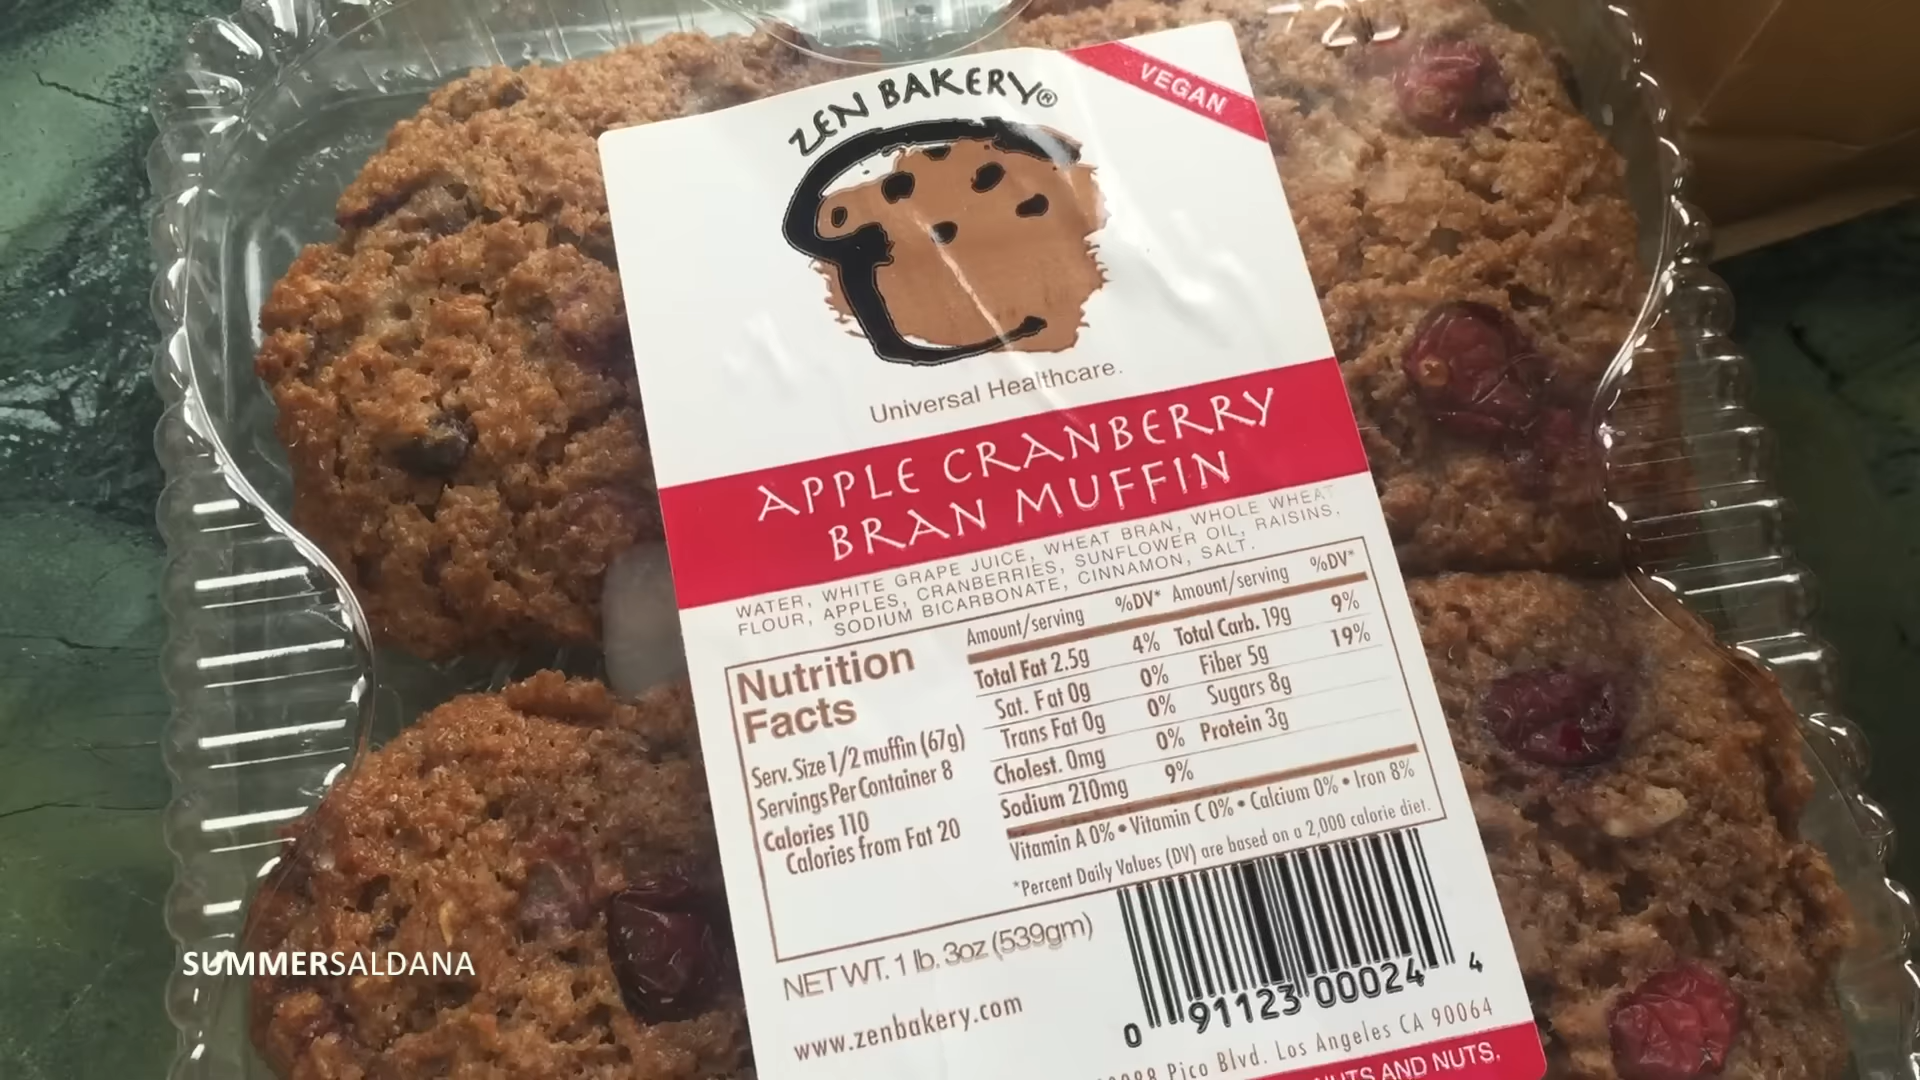 72
ZEN BAKERY®
VEGAN
Universal Healthcare.
APPLE CRANBERRY
BRAN MUFFIN
WATER, WHITE GRAPE JUICE, WHEAT BRAN, WHOLE WHEAT
FLOUR, APPLES, CRANBERRIES, SUNFLOWER OIL, RAISINS,
SODIUM BICARBONATE, CINNAMON, SALT.
Nutrition
Facts
Serv. Size 1/2 muffin (67g)
Servings Per Container 8
Calories 110
Calories from Fat 20
Amount/serving %DV* Amount/serving %DV*
Total Fat 2.5g 4% Total Carb. 19g 9%
Sat. Fat 0g 0% Fiber 5g 19%
Trans Fat 0g 0% Sugars 8g
Cholest. 0mg 0% Protein 3g
Sodium 210mg 9%
Vitamin A 0% • Vitamin C 0% • Calcium 0% • Iron 8%
*Percent Daily Values (DV) are based on a 2,000 calorie diet.
NET WT. 1 lb. 3oz (539gm)
www.zenbakery.com
0 91123 00024 4
Pico Blvd. Los Angeles CA 90064
AND NUTS.
SUMMERSALDANA